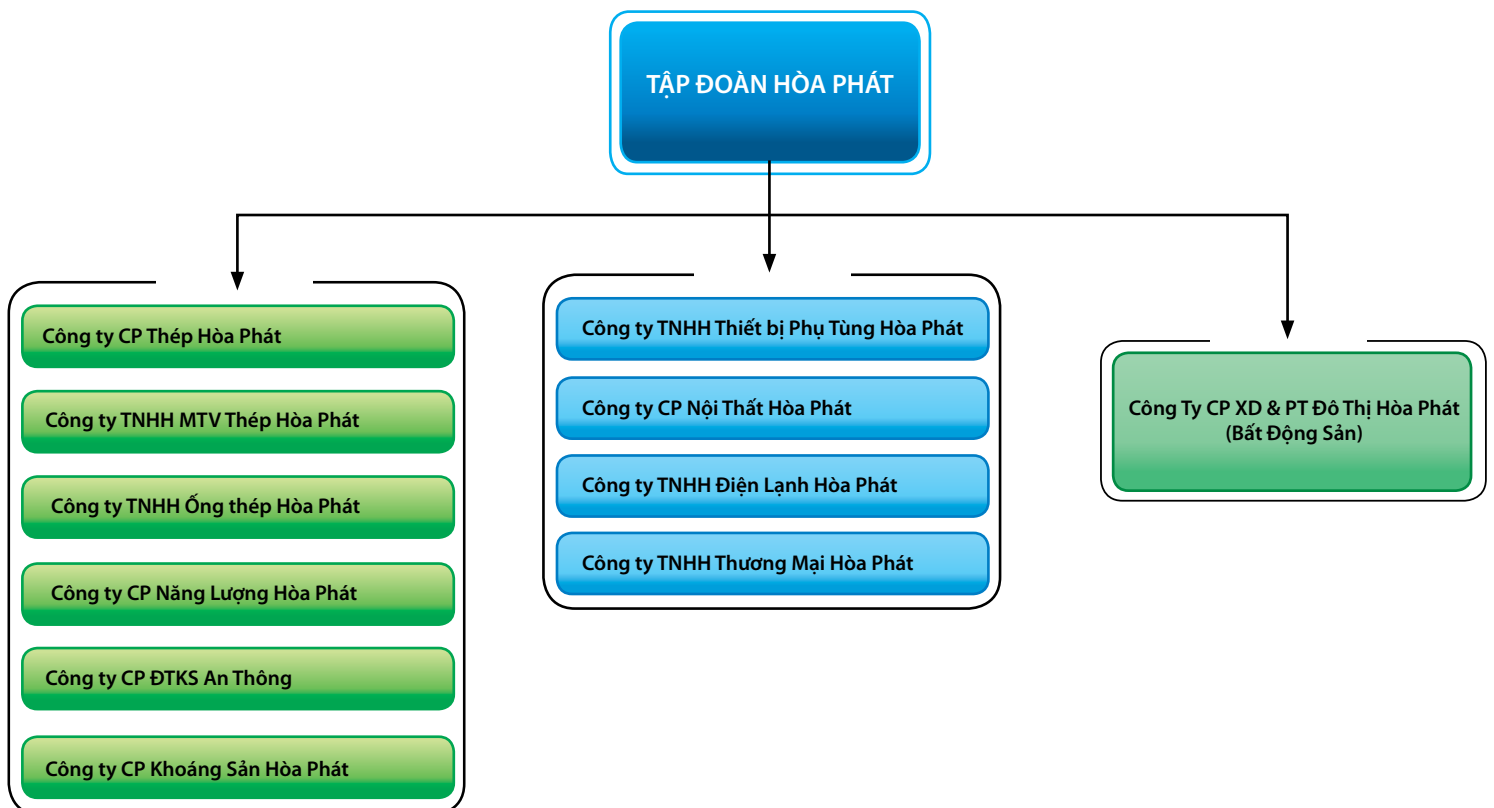 TẬP ĐOÀN HÒA PHÁT
Công ty CP Thép Hòa Phát
Công ty TNHH MTV Thép Hòa Phát
Công ty TNHH Ống thép Hòa Phát
Công ty CP Năng Lượng Hòa Phát
Công ty CP ĐTKS An Thông
Công ty CP Khoáng Sản Hòa Phát
Công ty TNHH Thiết bị Phụ Tùng Hòa Phát
Công ty CP Nội Thất Hòa Phát
Công ty TNHH Điện Lạnh Hòa Phát
Công ty TNHH Thương Mại Hòa Phát
Công Ty CP XD & PT Đô Thị Hòa Phát
(Bất Động Sản)